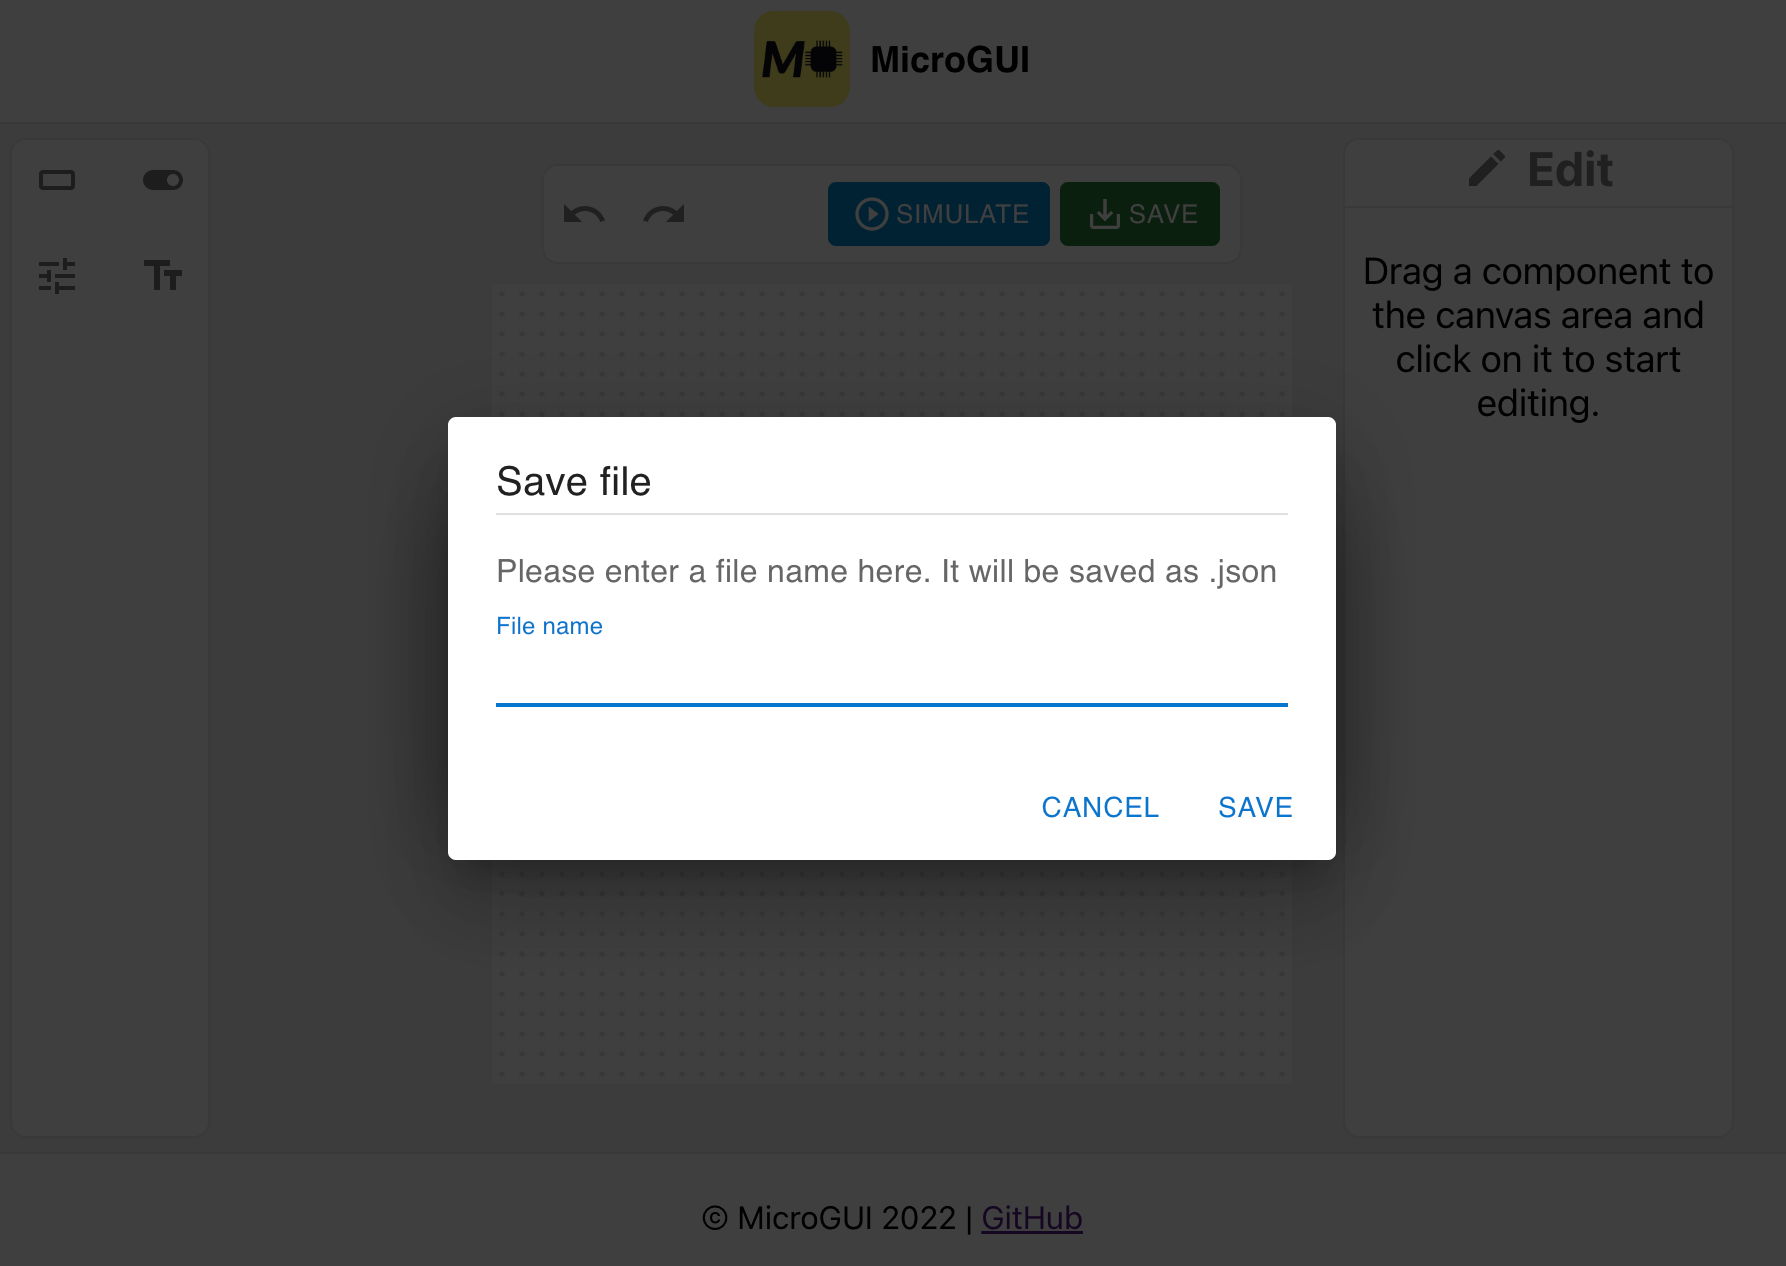 M
MicroGUI
SIMULATE
SAVE
Edit
Drag a component to
the canvas area and
click on it to start
editing.
Save file
Please enter a file name here. It will be saved as .json
File name
CANCEL
SAVE
© MicroGUI 2022 | GitHub